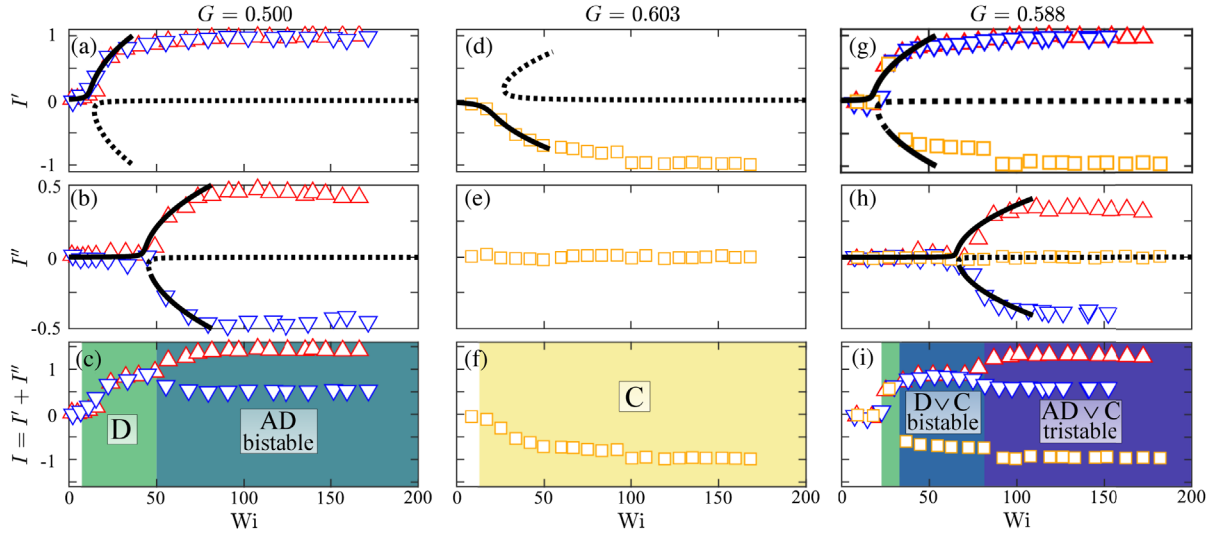 G = 0.500
G = 0.603
G = 0.588
(a)
(d)
(g)
I′
1
0
-1
(b)
(e)
(h)
I″
0.5
0
-0.5
(c)
(f)
(i)
I = I′ + I″
1
0
-1
D
AD
bistable
C
D∨C
bistable
AD∨C
tristable
0 50 100 150 200
0 50 100 150 200
0 50 100 150 200
Wi
Wi
Wi